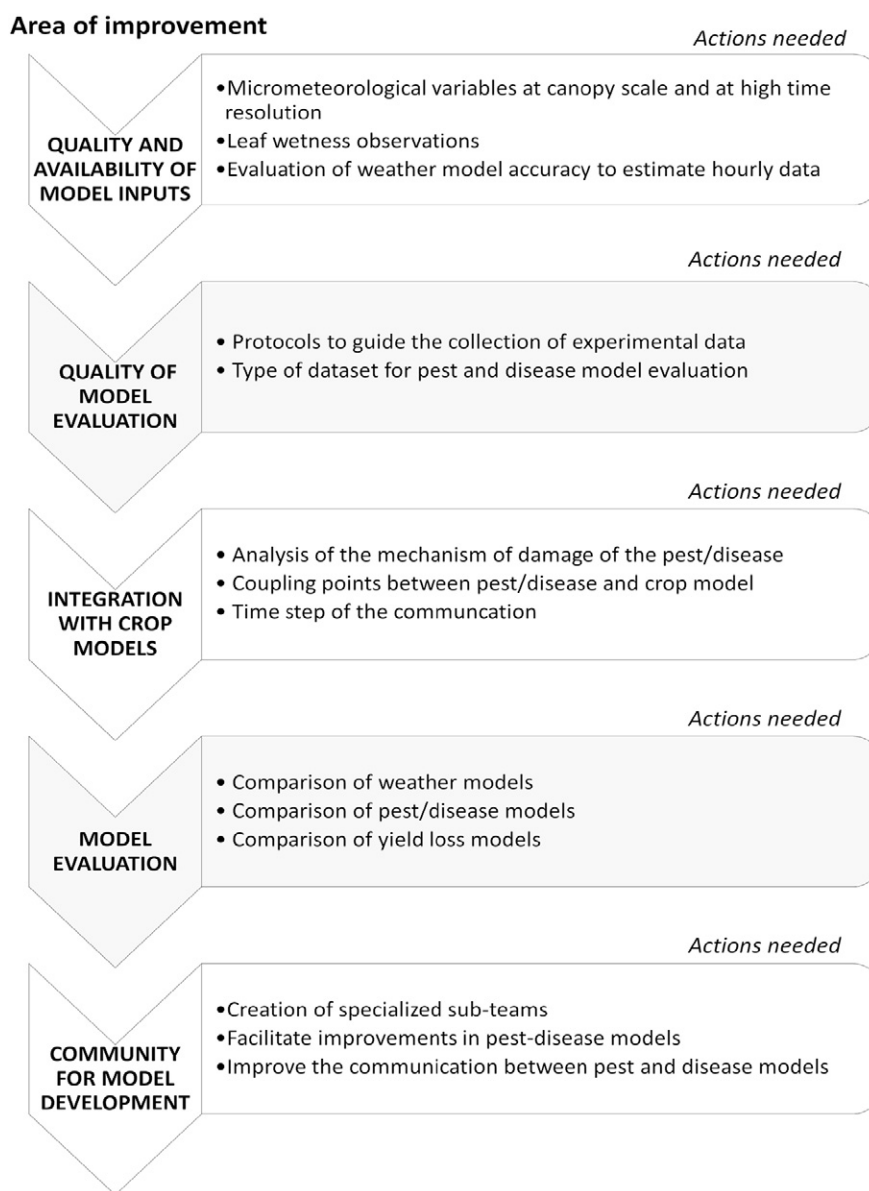 Area of improvement
Actions needed
QUALITY AND
AVAILABILITY OF
MODEL INPUTS
•Micrometeorological variables at canopy scale and at high time
resolution
•Leaf wetness observations
•Evaluation of weather model accuracy to estimate hourly data
Actions needed
QUALITY OF
MODEL
EVALUATION
• Protocols to guide the collection of experimental data
• Type of dataset for pest and disease model evaluation
Actions needed
INTEGRATION
WITH CROP
MODELS
• Analysis of the mechanism of damage of the pest/disease
• Coupling points between pest/disease and crop model
• Time step of the communcation
Actions needed
MODEL
EVALUATION
• Comparison of weather models
• Comparison of pest/disease models
• Comparison of yield loss models
Actions needed
COMMUNITY
FOR MODEL
DEVELOPMENT
•Creation of specialized sub-teams
•Facilitate improvements in pest-disease models
•Improve the communication between pest and disease models